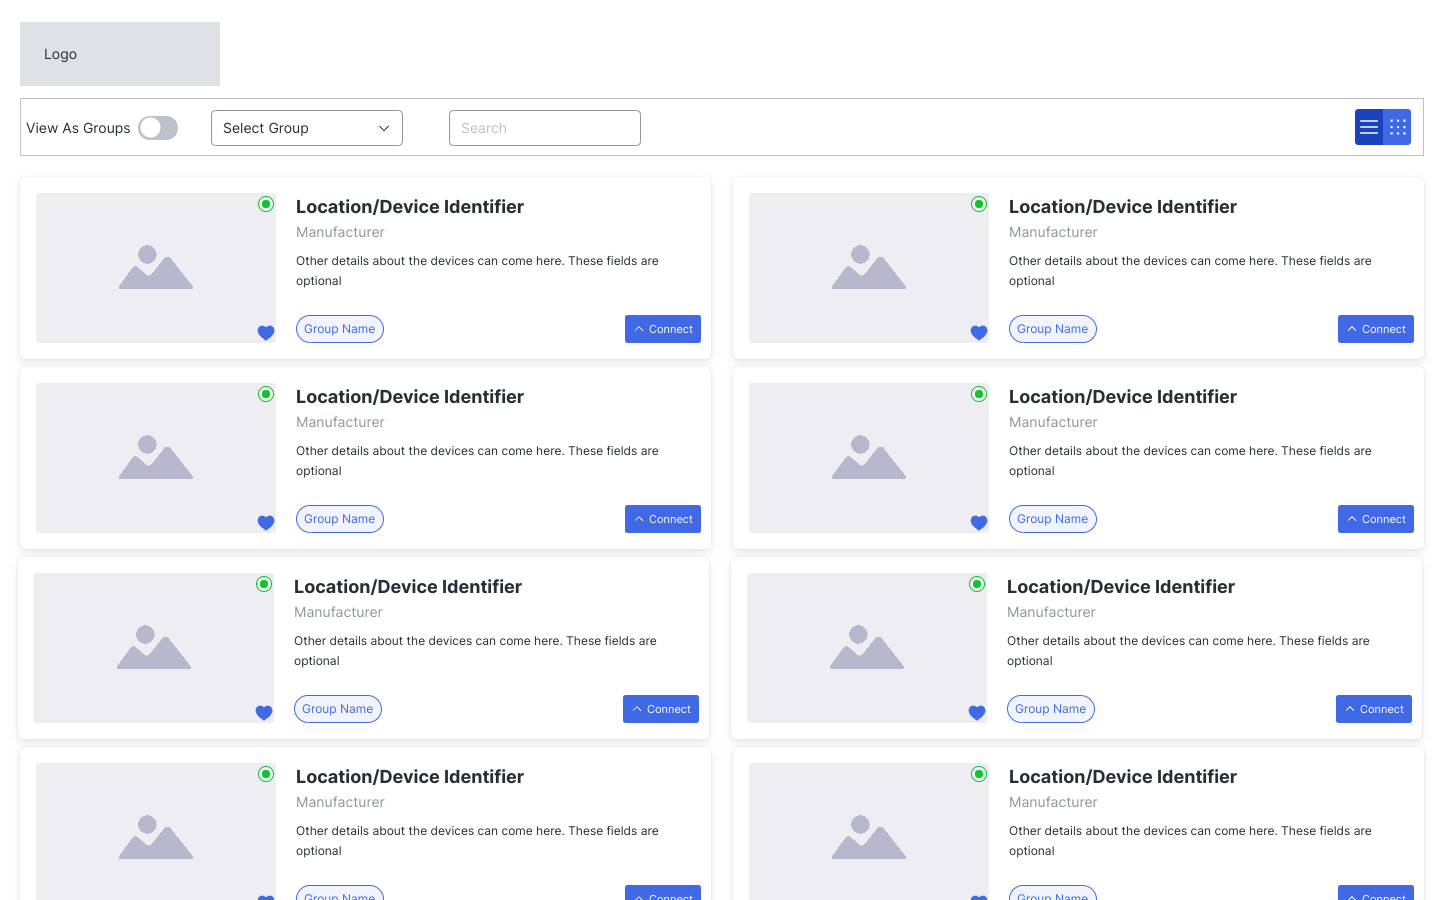 Logo
View As Groups
Select Group
Search
Location/Device Identifier
Manufacturer
Other details about the devices can come here. These fields are
optional
Group Name
Connect
Location/Device Identifier
Manufacturer
Other details about the devices can come here. These fields are
optional
Group Name
Connect
Location/Device Identifier
Manufacturer
Other details about the devices can come here. These fields are
optional
Group Name
Connect
Location/Device Identifier
Manufacturer
Other details about the devices can come here. These fields are
optional
Group Name
Connect
Location/Device Identifier
Manufacturer
Other details about the devices can come here. These fields are
optional
Group Name
Connect
Location/Device Identifier
Manufacturer
Other details about the devices can come here. These fields are
optional
Group Name
Connect
Location/Device Identifier
Manufacturer
Other details about the devices can come here. These fields are
optional
Group Name
Connect
Location/Device Identifier
Manufacturer
Other details about the devices can come here. These fields are
optional
Group Name
Connect